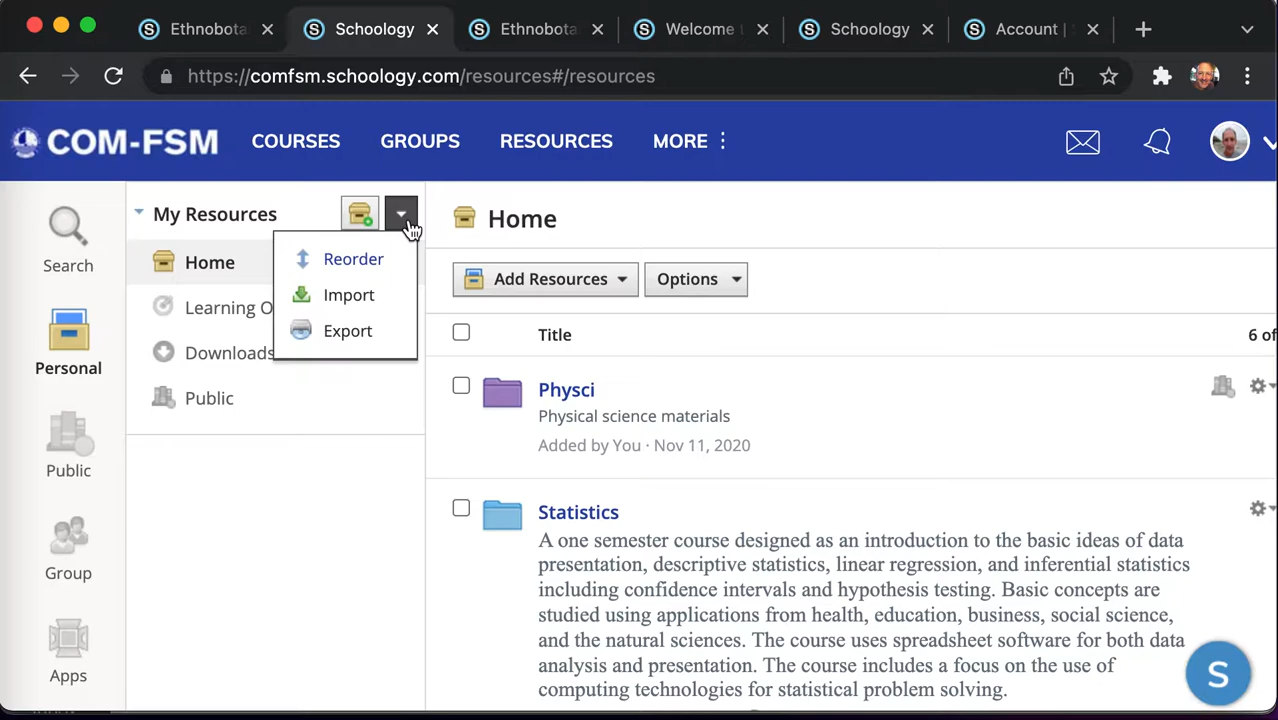 Ethnobota
Schoology
Ethnobota
Welcome t
Schoology
Account |
https://comfsm.schoology.com/resources#/resources
COM-FSM
COURSES
GROUPS
RESOURCES
MORE
Search
Personal
Public
Group
Apps
My Resources
Home
Learning O
Downloads
Public
Reorder
Import
Export
Home
Add Resources
Options
Title
6 of
Physci
Physical science materials
Added by You · Nov 11, 2020
Statistics
A one semester course designed as an introduction to the basic ideas of data
presentation, descriptive statistics, linear regression, and inferential statistics
including confidence intervals and hypothesis testing. Basic concepts are
studied using applications from health, education, business, social science,
and the natural sciences. The course uses spreadsheet software for both data
analysis and presentation. The course includes a focus on the use of
computing technologies for statistical problem solving.
S